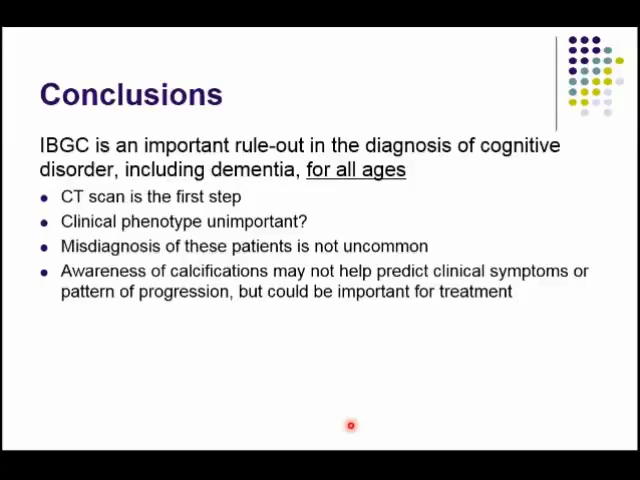 Conclusions
IBGC is an important rule-out in the diagnosis of cognitive
disorder, including dementia, for all ages
CT scan is the first step
Clinical phenotype unimportant?
Misdiagnosis of these patients is not uncommon
Awareness of calcifications may not help predict clinical symptoms or
pattern of progression, but could be important for treatment